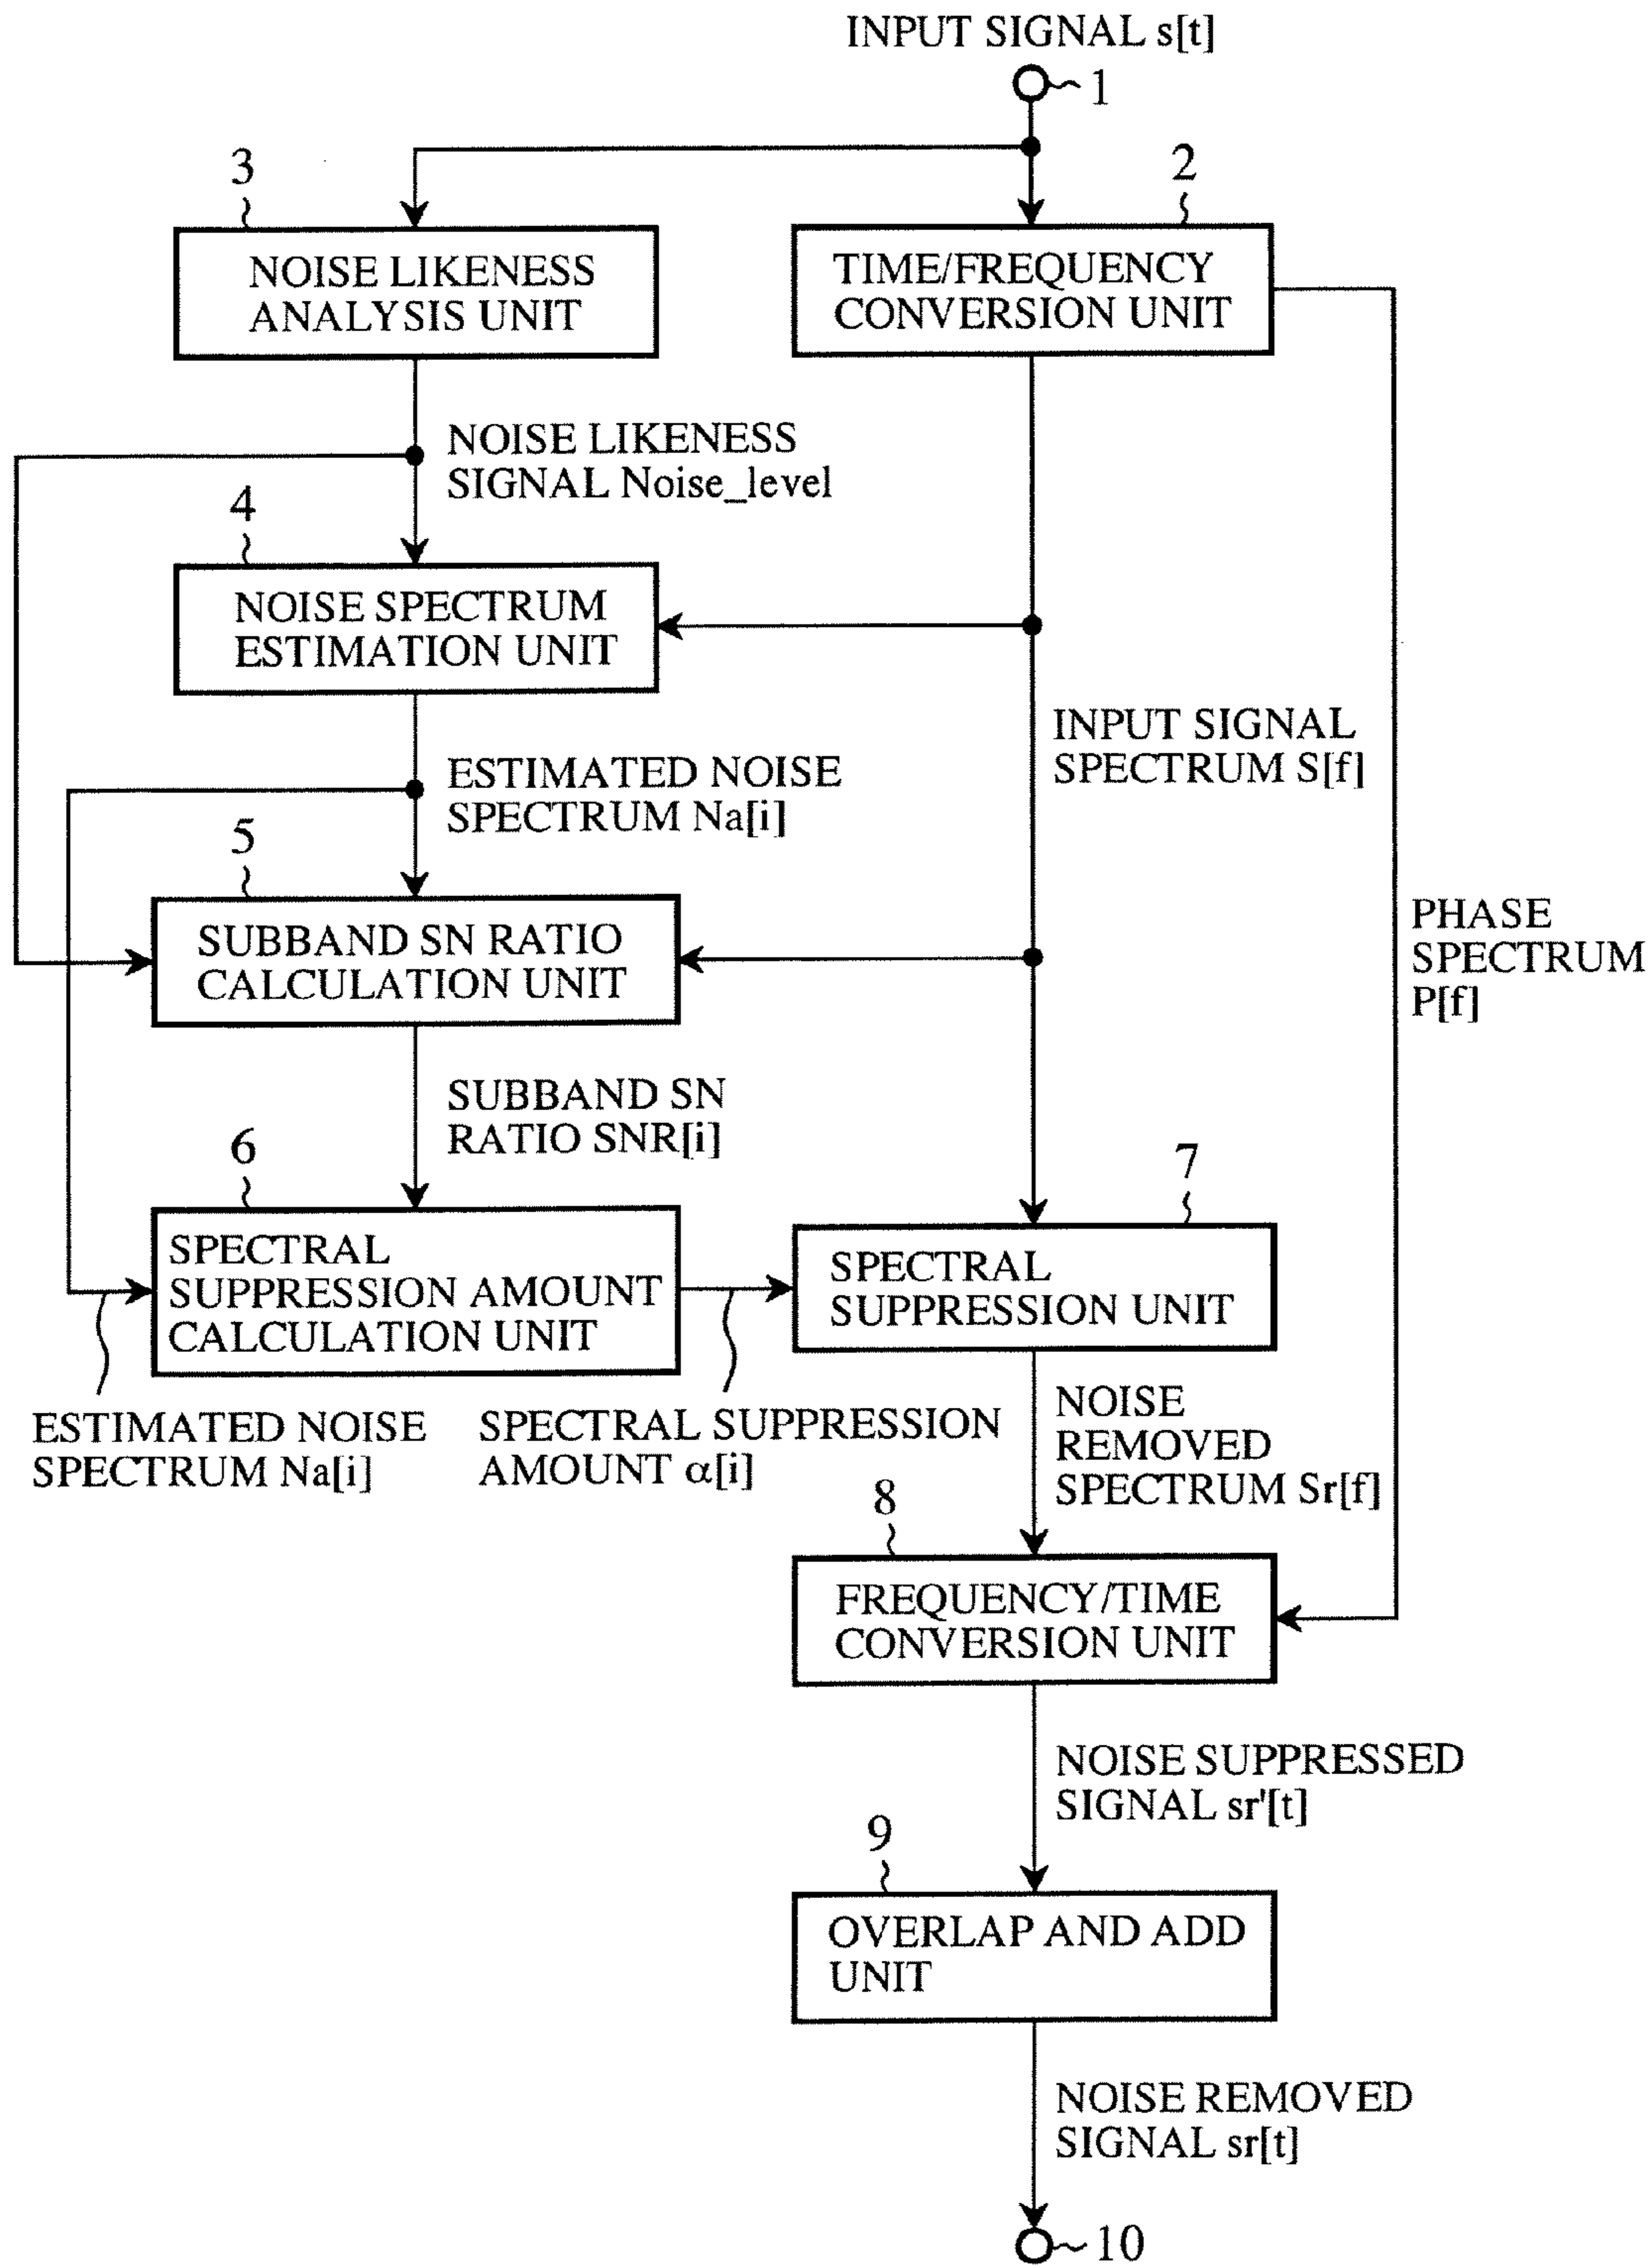 INPUT SIGNAL s[t]
1
3
2
NOISE LIKENESS
ANALYSIS UNIT
TIME/FREQUENCY
CONVERSION UNIT
NOISE LIKENESS
SIGNAL Noise_level
4
NOISE SPECTRUM
ESTIMATION UNIT
INPUT SIGNAL
SPECTRUM S[f]
ESTIMATED NOISE
SPECTRUM Na[i]
5
SUBBAND SN RATIO
CALCULATION UNIT
PHASE
SPECTRUM
P[f]
SUBBAND SN
RATIO SNR[i]
6
7
SPECTRAL
SUPPRESSION AMOUNT
CALCULATION UNIT
SPECTRAL
SUPPRESSION UNIT
ESTIMATED NOISE
SPECTRUM Na[i]
SPECTRAL SUPPRESSION
AMOUNT α[i]
NOISE
REMOVED
SPECTRUM Sr[f]
8
FREQUENCY/TIME
CONVERSION UNIT
NOISE SUPPRESSED
SIGNAL sr'[t]
9
OVERLAP AND ADD
UNIT
NOISE REMOVED
SIGNAL sr[t]
10